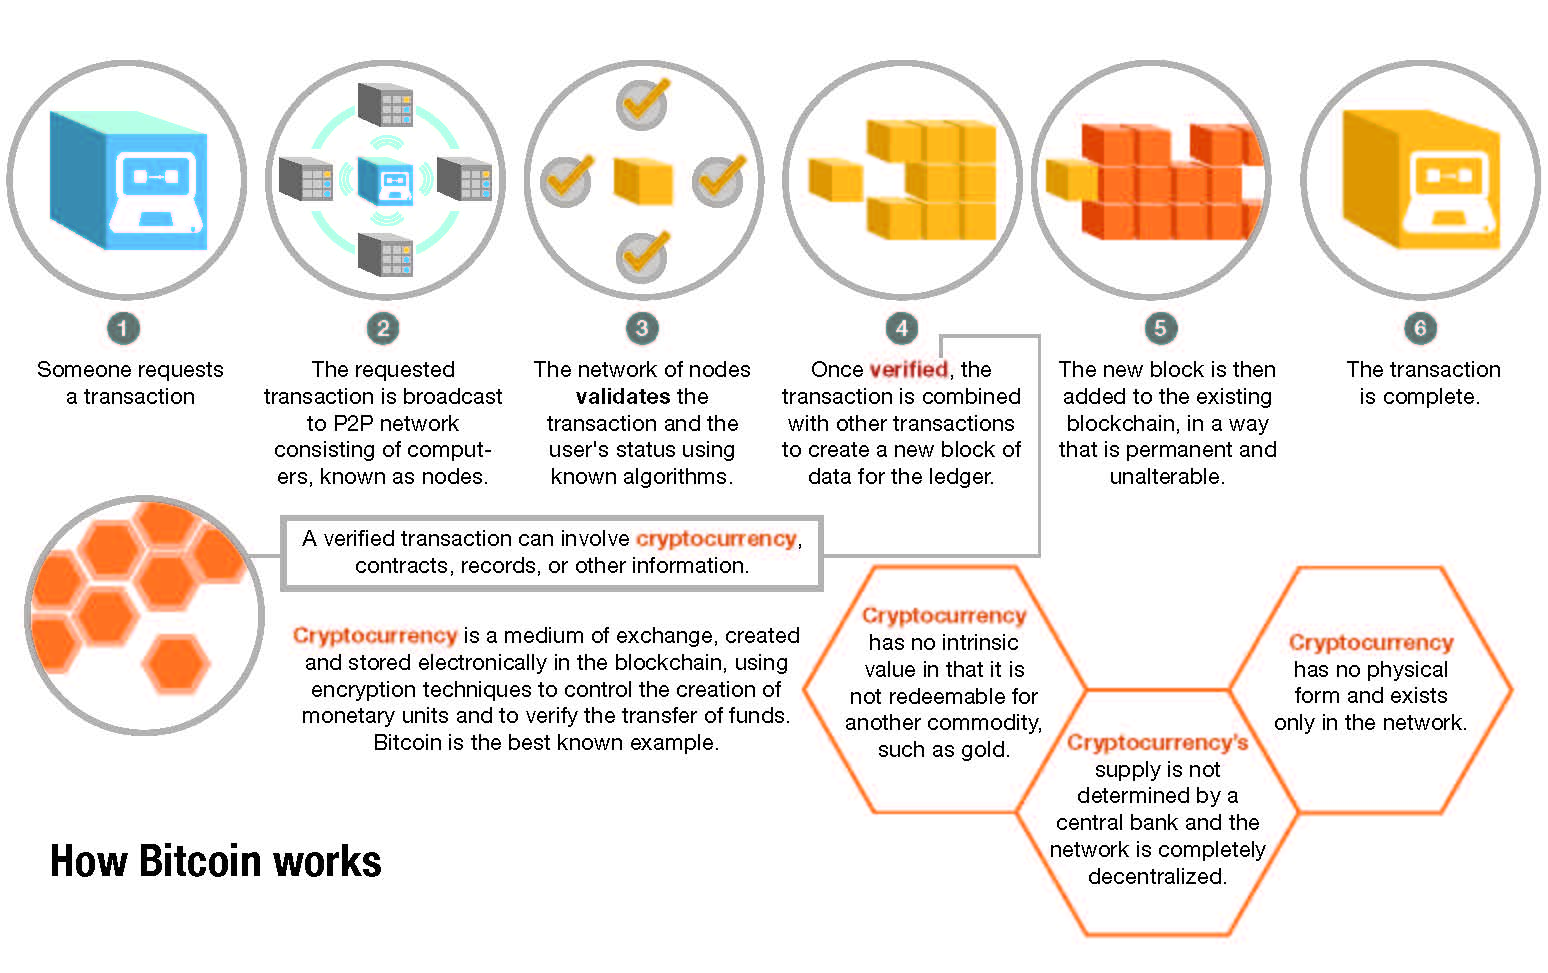 1
Someone requests
a transaction
2
The requested
transaction is broadcast
to P2P network
consisting of comput-
ers, known as nodes.
3
The network of nodes
validates the
transaction and the
user's status using
known algorithms.
4
Once verified, the
transaction is combined
with other transactions
to create a new block of
data for the ledger.
5
The new block is then
added to the existing
blockchain, in a way
that is permanent and
unalterable.
6
The transaction
is complete.
A verified transaction can involve cryptocurrency,
contracts, records, or other information.
Cryptocurrency is a medium of exchange, created
and stored electronically in the blockchain, using
encryption techniques to control the creation of
monetary units and to verify the transfer of funds.
Bitcoin is the best known example.
Cryptocurrency
has no intrinsic
value in that it is
not redeemable for
another commodity,
such as gold.
Cryptocurrency's
supply is not
determined by a
central bank and the
network is completely
decentralized.
Cryptocurrency
has no physical
form and exists
only in the network.
How Bitcoin works